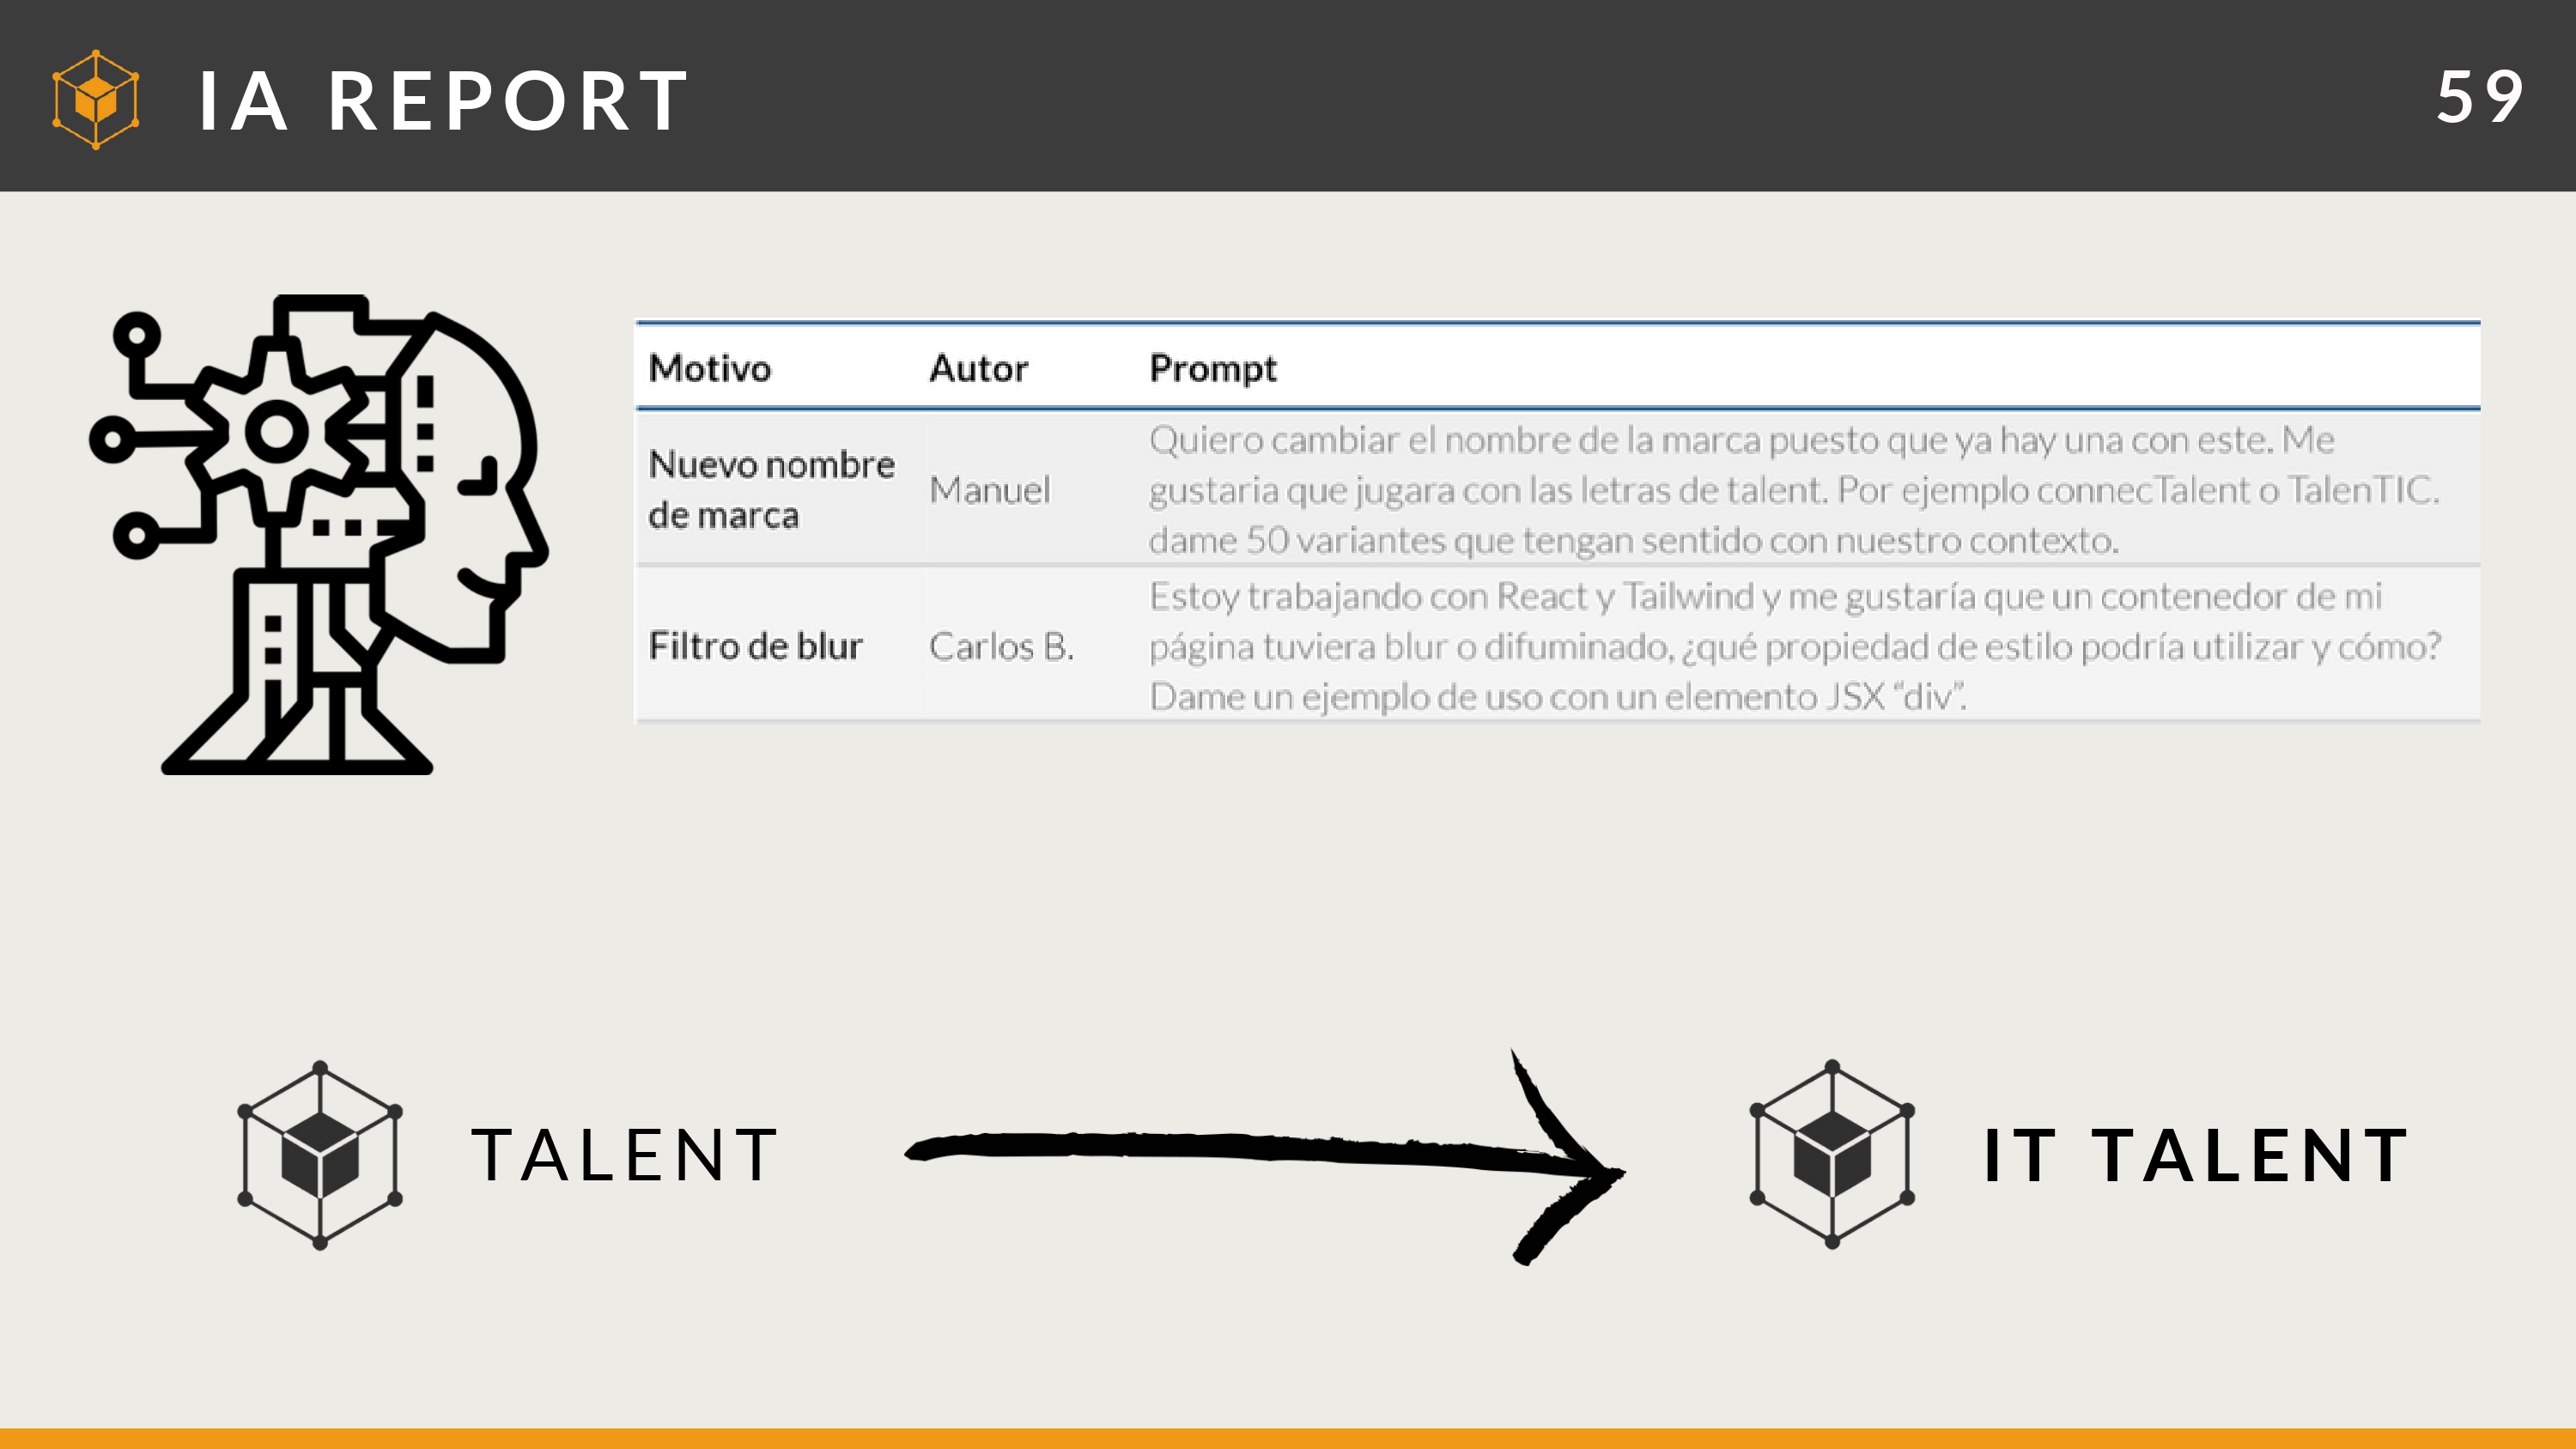 IA REPORT
59
Motivo Autor Prompt
Nuevo nombre
de marca
Manuel
Quiero cambiar el nombre de la marca puesto que ya hay una con este. Me
gustaria que jugara con las letras de talent. Por ejemplo connecTalent o TalenTIC.
dame 50 variantes que tengan sentido con nuestro contexto.
Filtro de blur
Carlos B.
Estoy trabajando con React y Tailwind y me gustaría que un contenedor de mi
página tuviera blur o difuminado, ¿qué propiedad de estilo podría utilizar y cómo?
Dame un ejemplo de uso con un elemento JSX “div”.
TALENT
IT TALENT